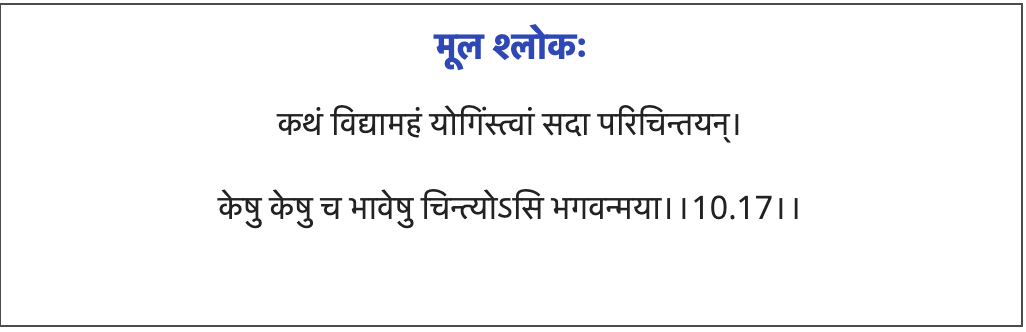 मूल श्लोकः
कथं विद्यामहं योगिंस्त्वां सदा परिचिन्तयन्।
केषु केषु च भावेषु चिन्त्योऽसि भगवन्मया।।10.17।।